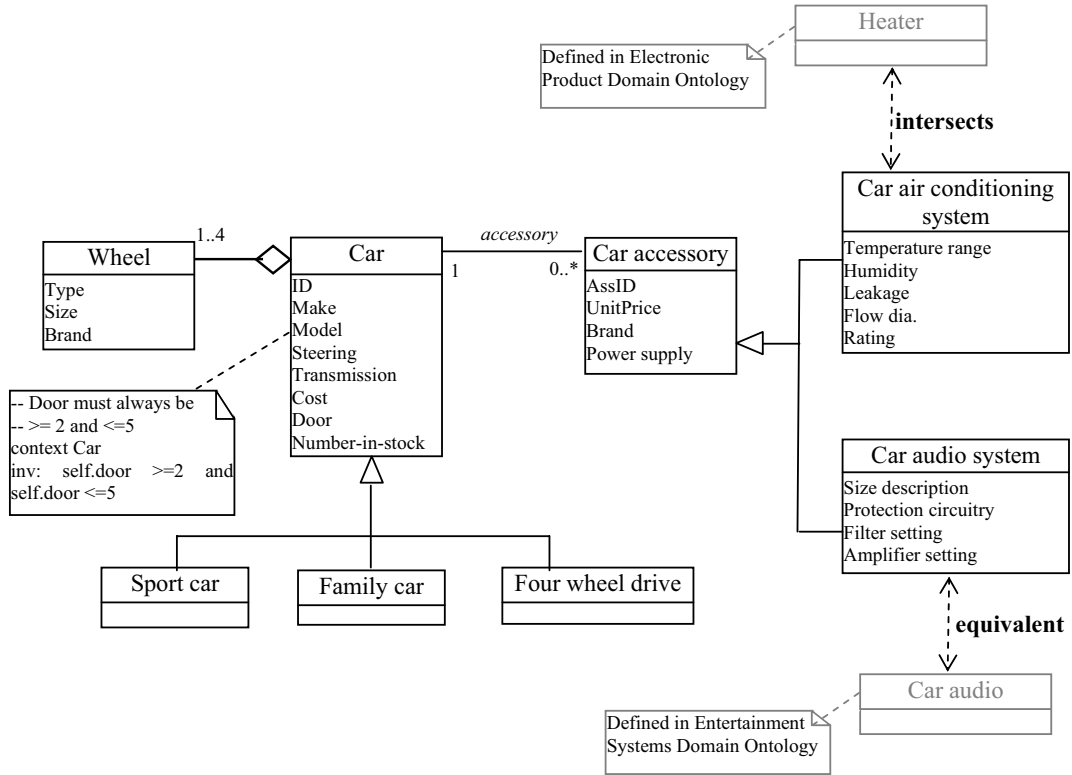 Heater
Defined in Electronic
Product Domain Ontology
intersects
Car air conditioning
system
Temperature range
Humidity
Leakage
Flow dia.
Rating
Wheel
Type
Size
Brand
1..4
Car
ID
Make
Model
Steering
Transmission
Cost
Door
Number-in-stock
accessory
1
0..*
Car accessory
AssID
UnitPrice
Brand
Power supply
-- Door must always be
-- >= 2 and <=5
context Car
inv: self.door >=2 and
self.door <=5
Car audio system
Size description
Protection circuitry
Filter setting
Amplifier setting
Sport car
Family car
Four wheel drive
equivalent
Car audio
Defined in Entertainment
Systems Domain Ontology